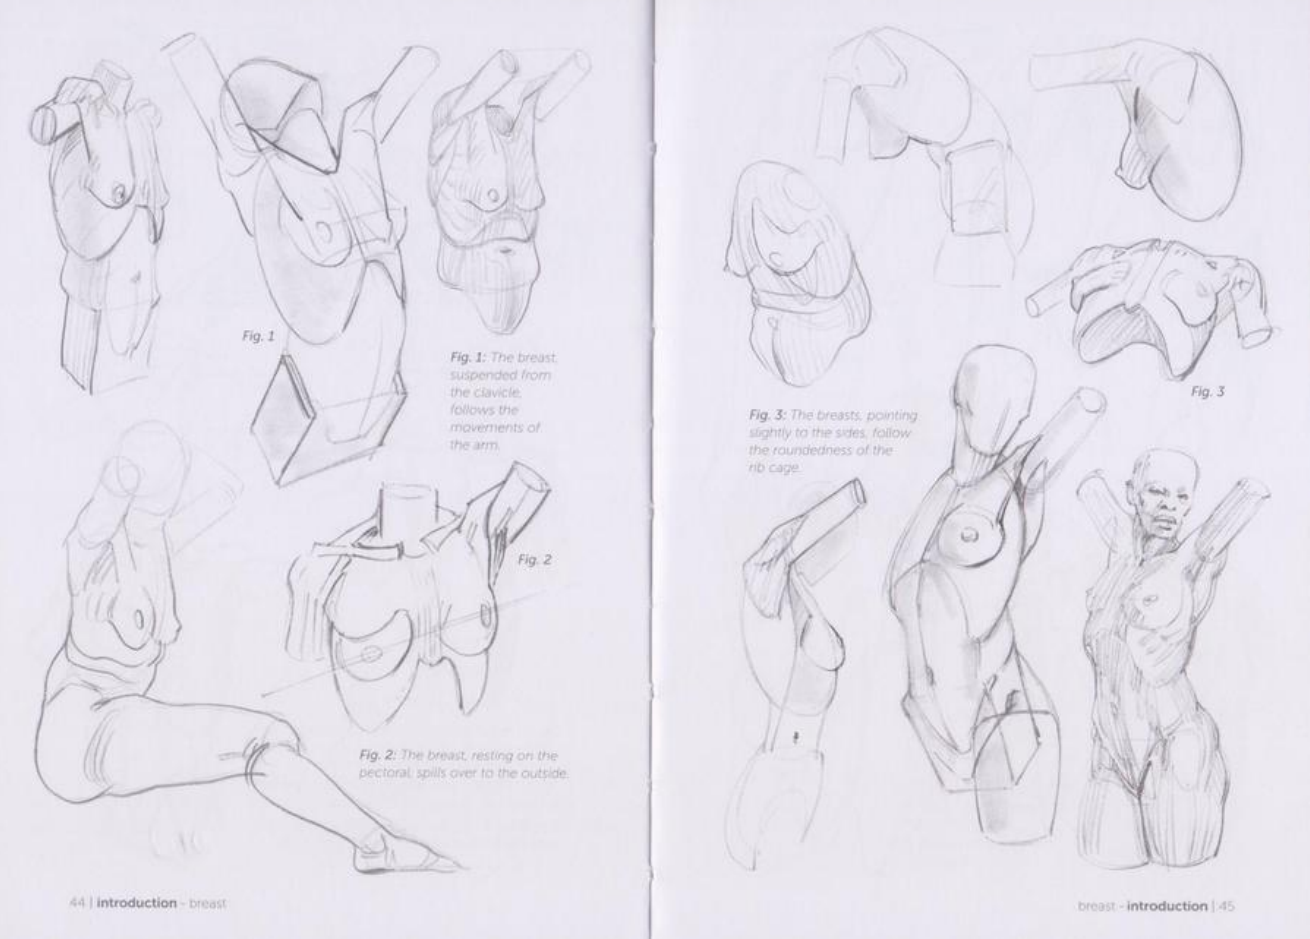 Fig. 1
Fig. 1: The breast,
suspended from
the clavicle,
follows the
movements of
the arm.
Fig. 2
Fig. 2: The breast, resting on the
pectoral, spills over to the outside.
44 | introduction - breast
Fig. 3
Fig. 3: The breasts, pointing
slightly to the sides, follow
the roundedness of the
rib cage.
breast - introduction | 45